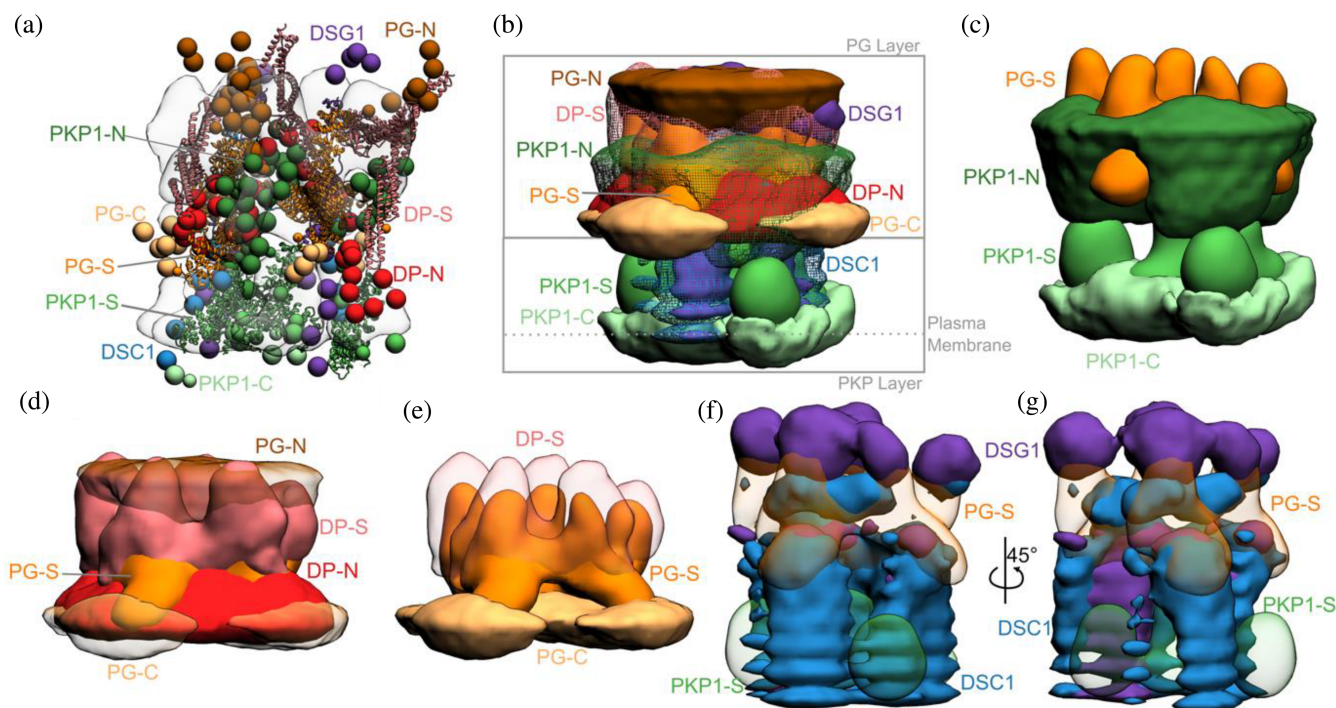 (a)
DSG1
PG-N
PKP1-N
PG-C
PG-S
PKP1-S
DSC1
PKP1-C
DP-S
DP-N
(b)
PG Layer
PG-N
DP-S
DSG1
PKP1-N
PG-S
DP-N
PG-C
DSC1
PKP1-S
PKP1-C
Plasma
Membrane
PKP Layer
(c)
PG-S
PKP1-N
PKP1-S
PKP1-C
(d)
PG-N
DP-S
PG-S
DP-N
PG-C
(e)
DP-S
PG-S
PG-C
(f)
DSG1
PG-S
45°
DSC1
PKP1-S
DSC1
(g)
PG-S
PKP1-S